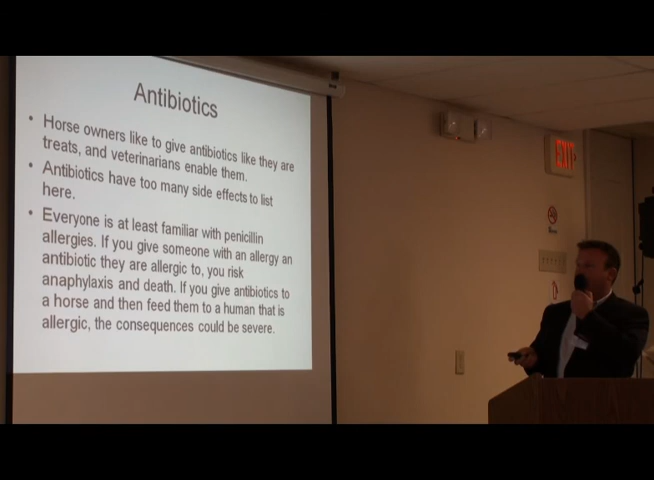 Antibiotics
• Horse owners like to give antibiotics like they are
treats, and veterinarians enable them.
• Antibiotics have too many side effects to list
here.
• Everyone is at least familiar with penicillin
allergies. If you give someone with an allergy an
antibiotic they are allergic to, you risk
anaphylaxis and death. If you give antibiotics to
a horse and then feed them to a human that is
allergic, the consequences could be severe.
EXIT